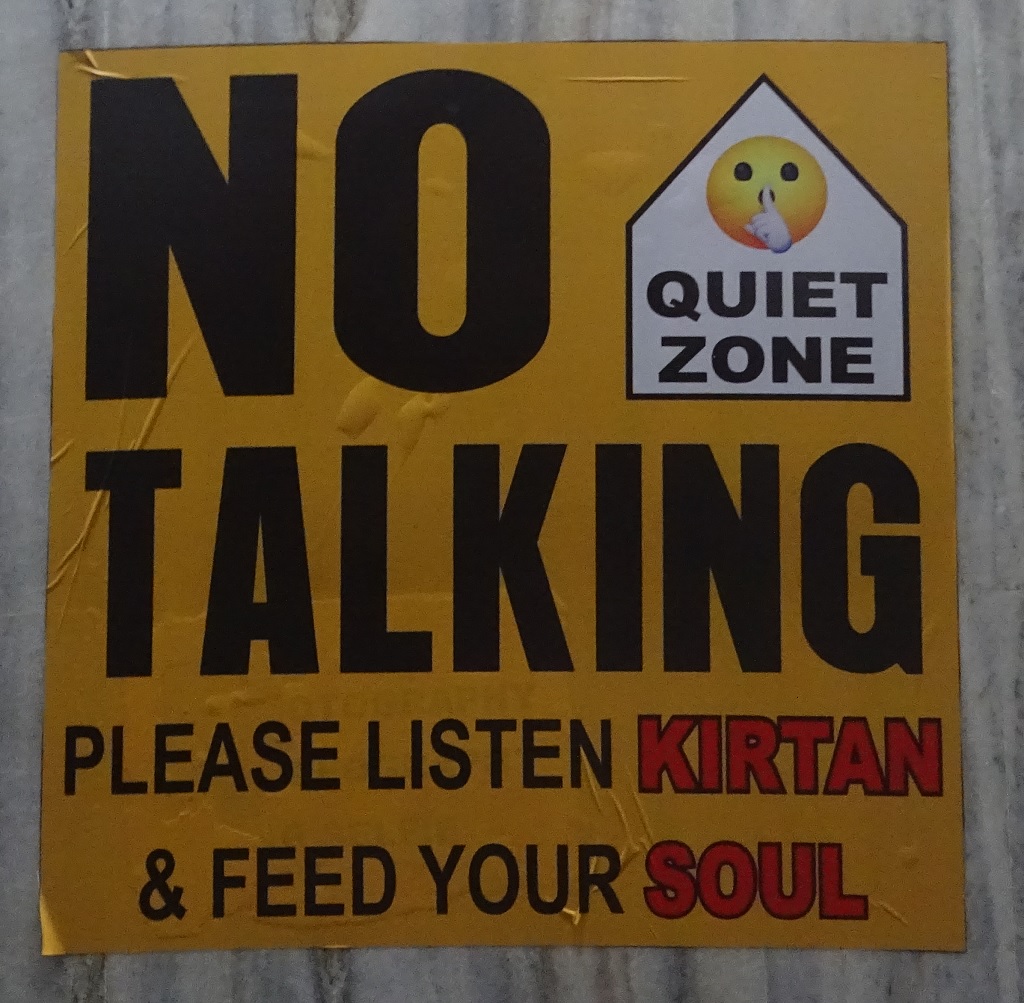 NO
QUIET
ZONE
TALKING
PLEASE LISTEN KIRTAN
& FEED YOUR SOUL